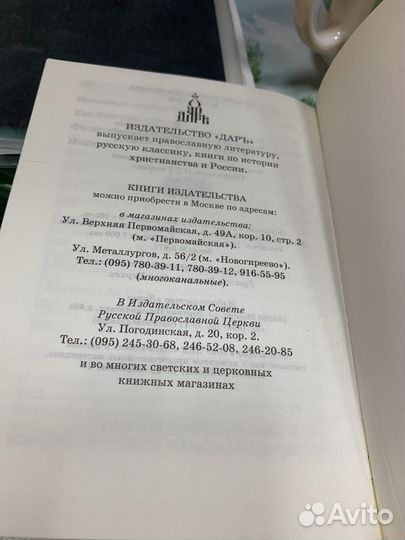 ДАРЪ
ИЗДАТЕЛЬСТВО «ДАРЪ»
выпускает православную литературу,
русскую классику, книги по истории
христианства и России.
КНИГИ ИЗДАТЕЛЬСТВА
можно приобрести в Москве по адресам:
в магазинах издательства:
Ул. Верхняя Первомайская, д. 49А, кор. 10, стр. 2
(м. «Первомайская»).
Ул. Металлургов, д. 56/2 (м. «Новогиреево»).
Тел.: (095) 780-39-11, 780-39-12, 916-55-95
(многоканальные).
В Издательском Совете
Русской Православной Церкви
Ул. Погодинская, д. 20, кор. 2.
Тел.: (095) 245-30-68, 246-52-08, 246-20-85
и во многих светских и церковных
книжных магазинах
Avito